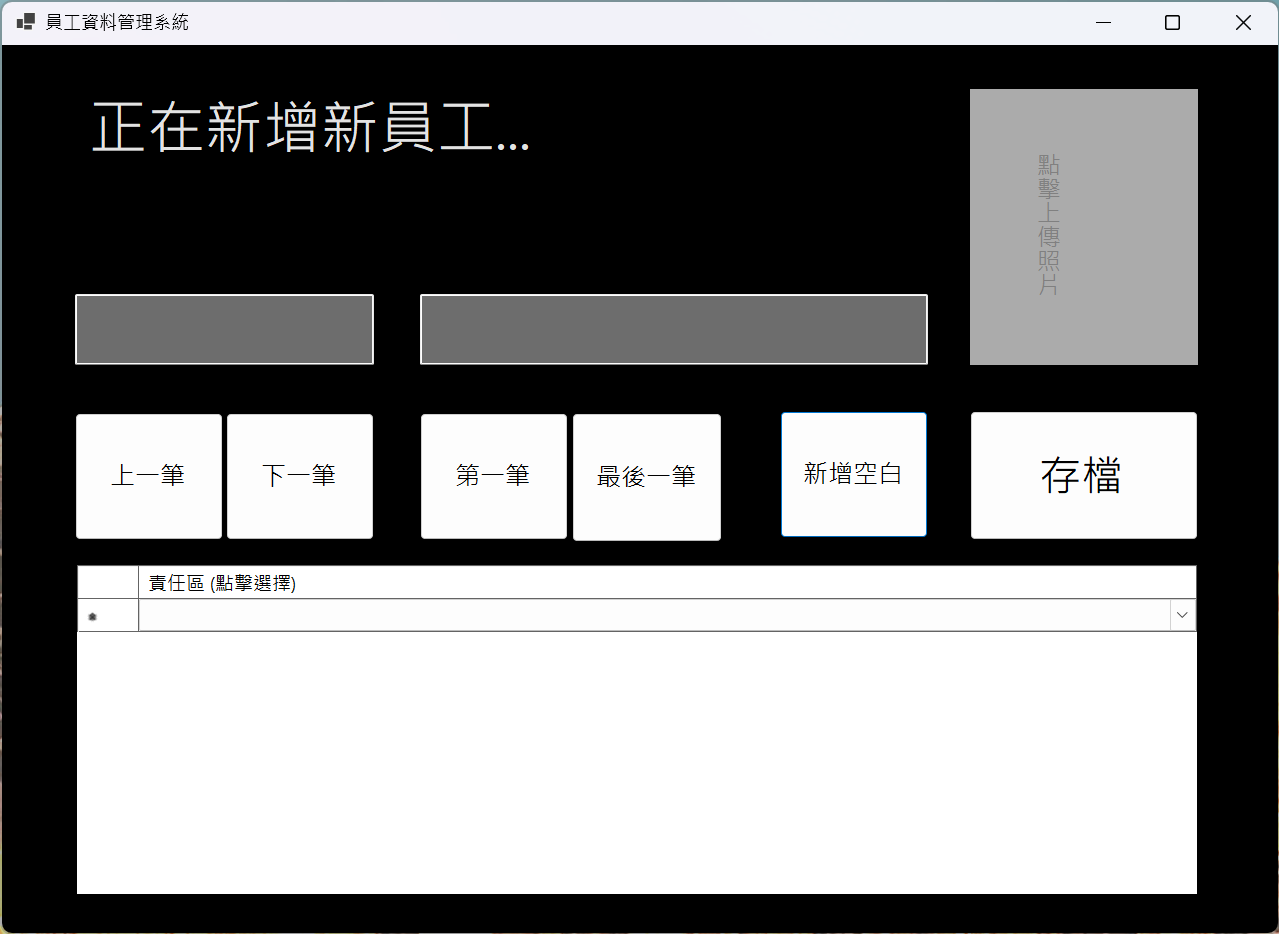 員工資料管理系統
正在新增新員工...
點擊上傳照片
上一筆
下一筆
第一筆
最後一筆
新增空白
存檔
責任區 (點擊選擇)